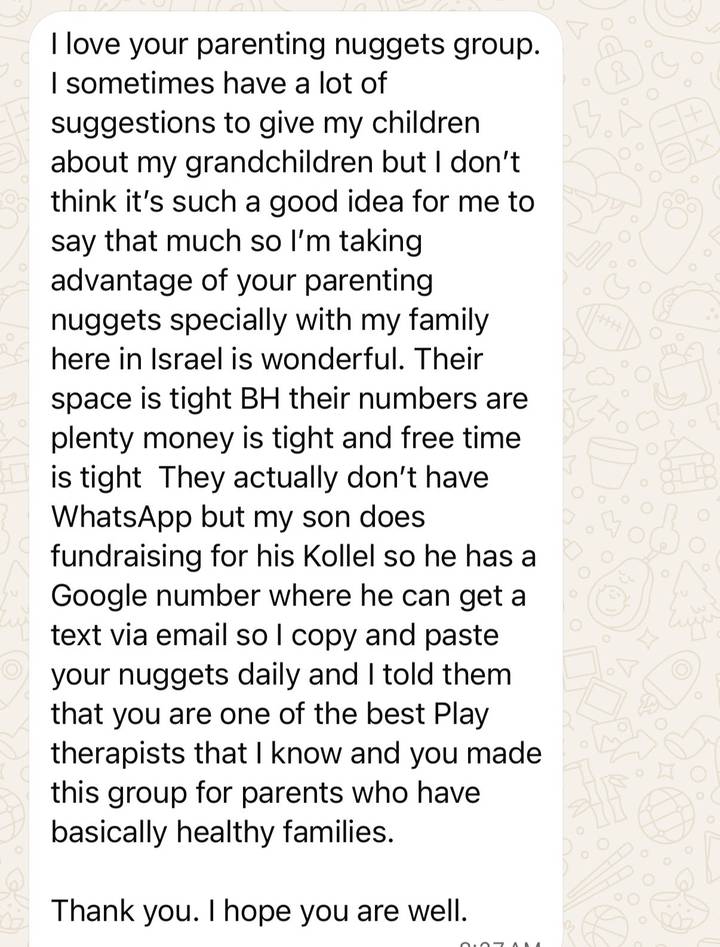 I love your parenting nuggets group.
I sometimes have a lot of
suggestions to give my children
about my grandchildren but I don’t
think it’s such a good idea for me to
say that much so I’m taking
advantage of your parenting
nuggets specially with my family
here in Israel is wonderful. Their
space is tight BH their numbers are
plenty money is tight and free time
is tight  They actually don’t have
WhatsApp but my son does
fundraising for his Kollel so he has a
Google number where he can get a
text via email so I copy and paste
your nuggets daily and I told them
that you are one of the best Play
therapists that I know and you made
this group for parents who have
basically healthy families.

Thank you. I hope you are well.